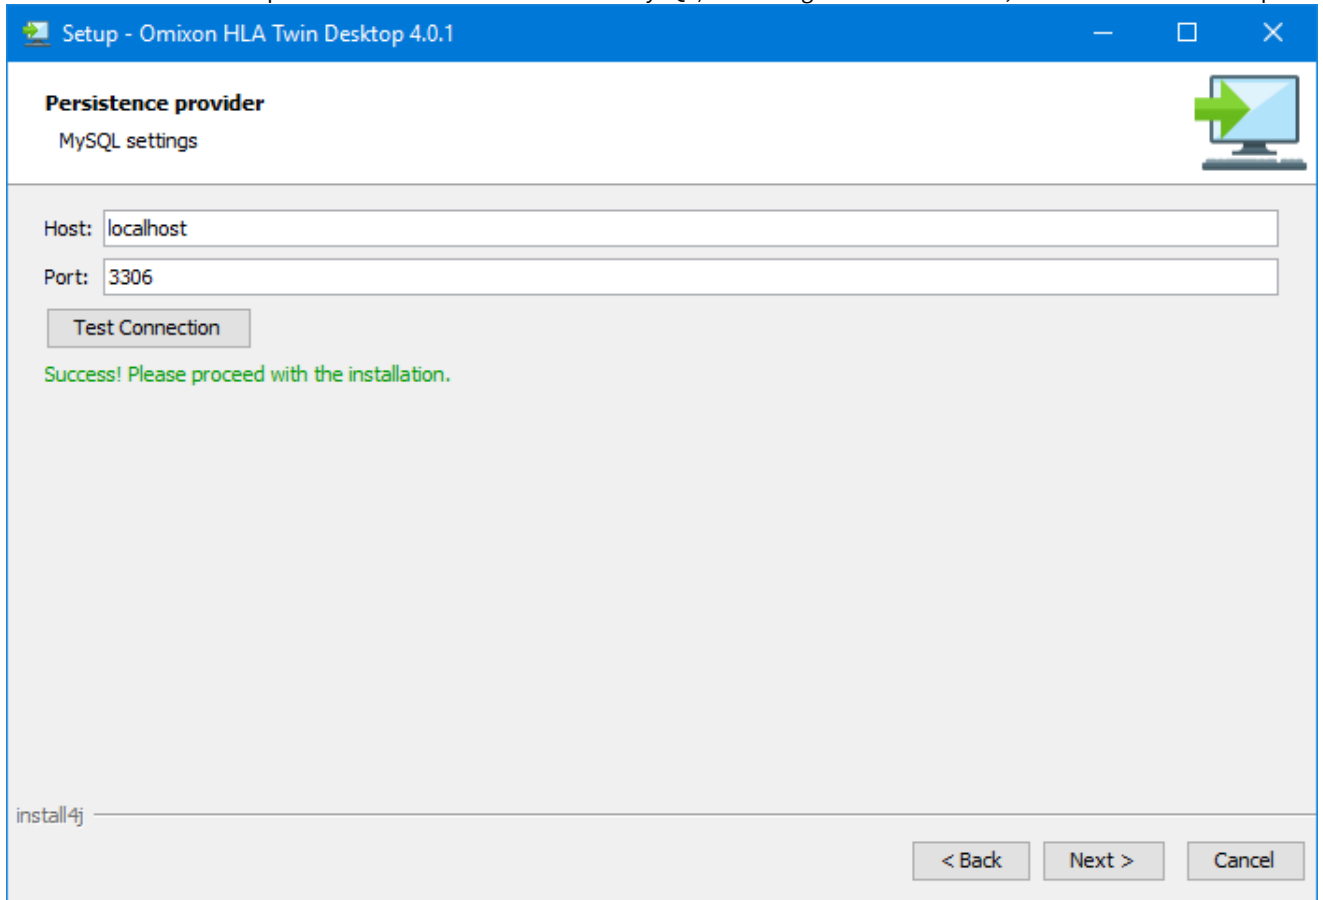 Setup - Omixon HLA Twin Desktop 4.0.1
Persistence provider
MySQL settings
Host: localhost
Port: 3306
Test Connection
Success! Please proceed with the installation.
install4j
< Back Next > Cancel